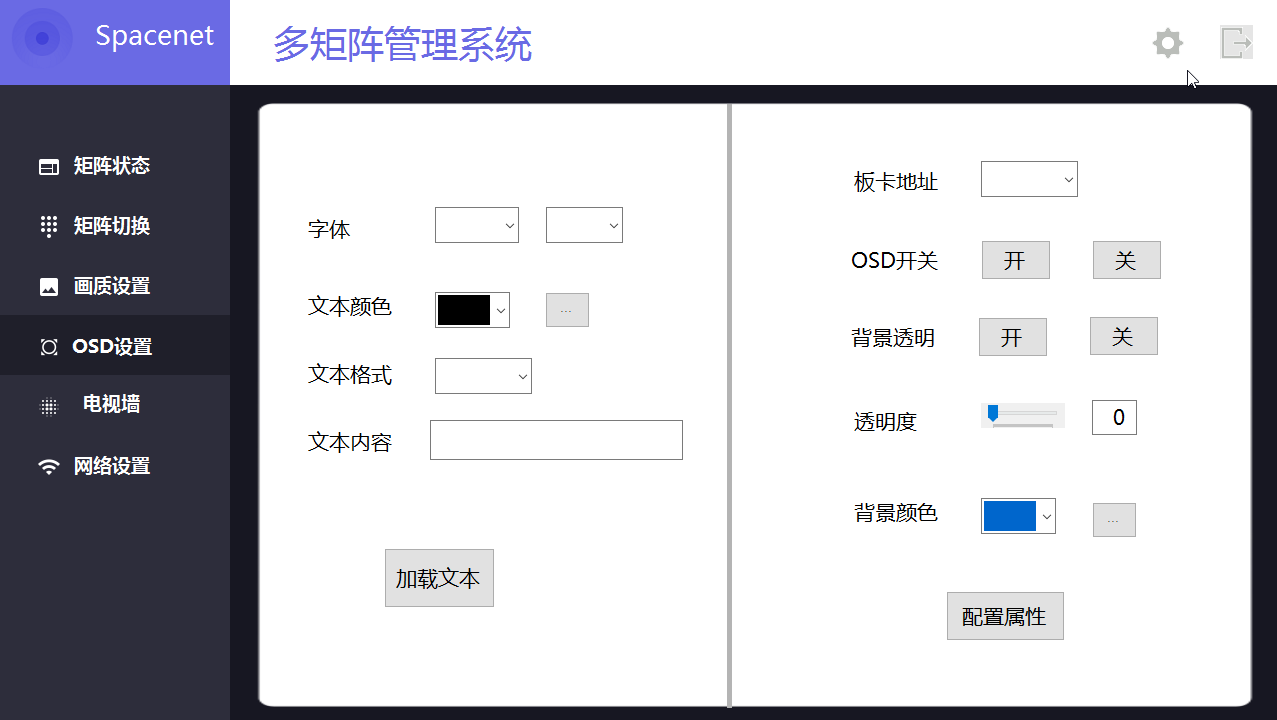 Spacenet
多矩阵管理系统
矩阵状态
矩阵切换
画质设置
OSD设置
电视墙
网络设置
字体
文本颜色
...
文本格式
文本内容
加载文本
板卡地址
OSD开关 开 关
背景透明 开 关
透明度 0
背景颜色
...
配置属性